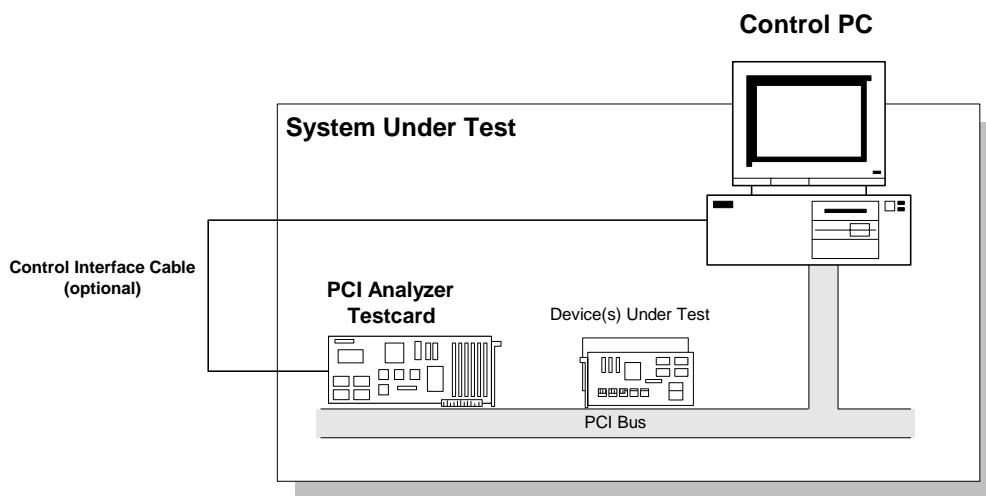 Control PC
System Under Test
Control Interface Cable
(optional)
PCI Analyzer
Testcard
Device(s) Under Test
PCI Bus